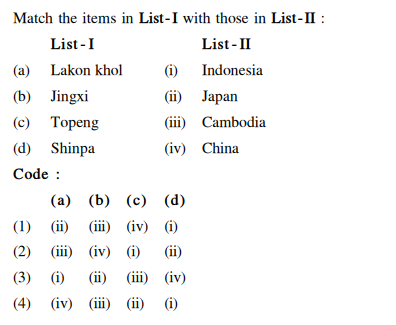 Match the items in List-I with those in List-II :
List-I List-II
(a) Lakon khol (i) Indonesia
(b) Jingxi (ii) Japan
(c) Topeng (iii) Cambodia
(d) Shinpa (iv) China
Code :
(a) (b) (c) (d)
(1) (ii) (iii) (iv) (i)
(2) (iii) (iv) (i) (ii)
(3) (i) (ii) (iii) (iv)
(4) (iv) (iii) (ii) (i)